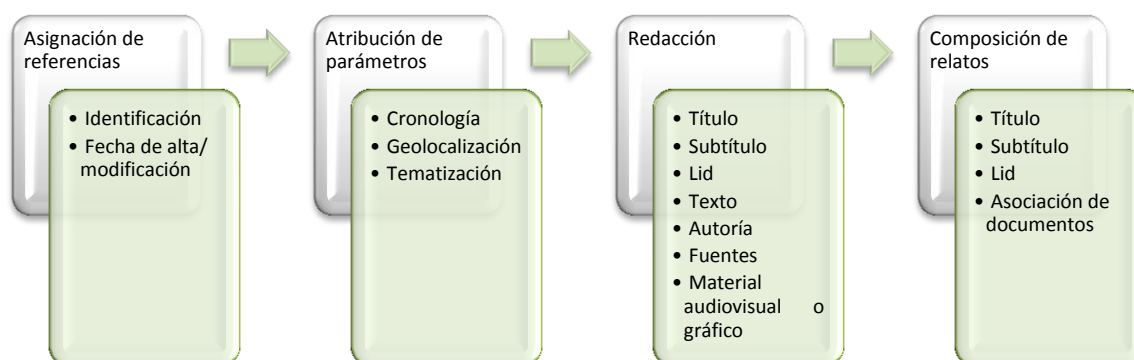 Asignación de
referencias
• Identificación
• Fecha de alta/
modificación
Atribución de
parámetros
• Cronología
• Geolocalización
• Tematización
Redacción
• Título
• Subtítulo
• Lid
• Texto
• Autoría
• Fuentes
• Material
audiovisual o
gráfico
Composición de
relatos
• Título
• Subtítulo
• Lid
• Asociación de
documentos